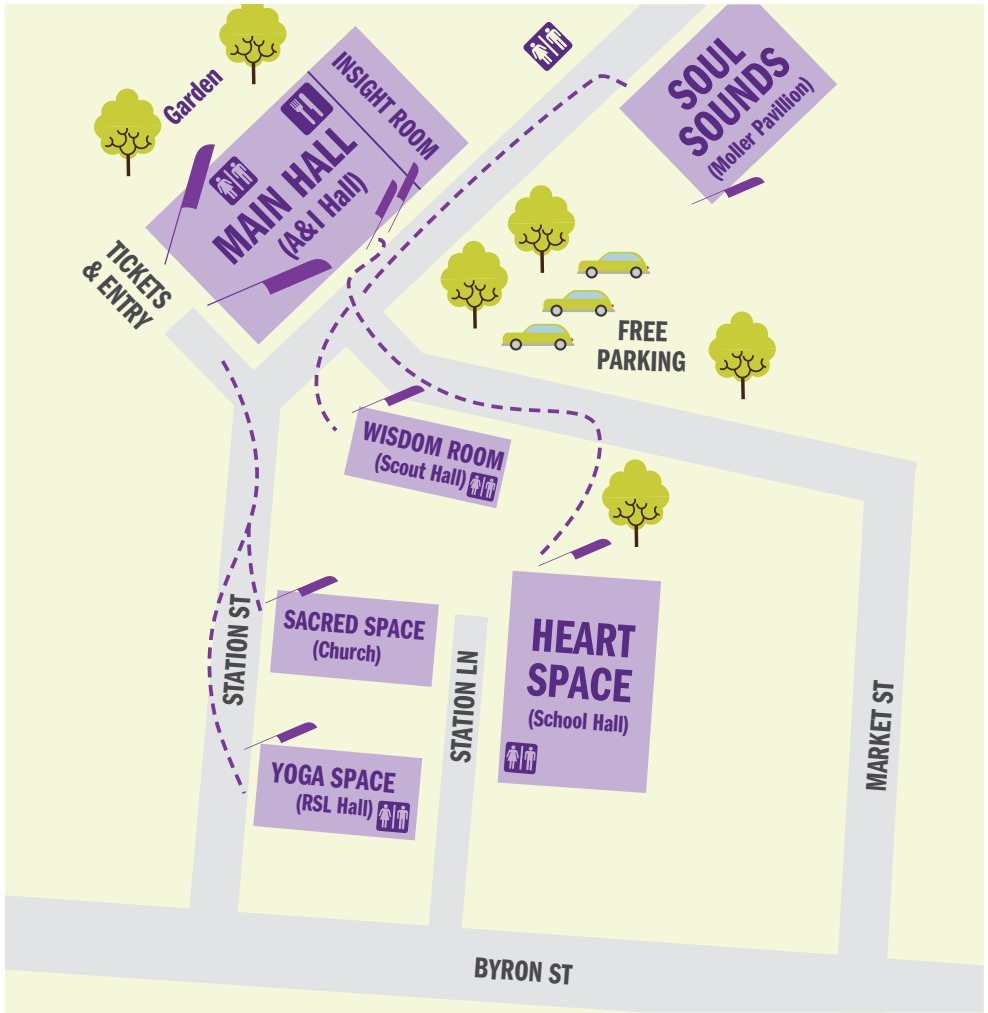 Garden
INSIGHT ROOM
MAIN HALL
(A&I Hall)
SOUL
SOUNDS
(Moller Pavillion)
TICKETS
& ENTRY
FREE
PARKING
WISDOM ROOM
(Scout Hall)
SACRED SPACE
(Church)
HEART
SPACE
(School Hall)
STATION ST
STATION LN
MARKET ST
YOGA SPACE
(RSL Hall)
BYRON ST